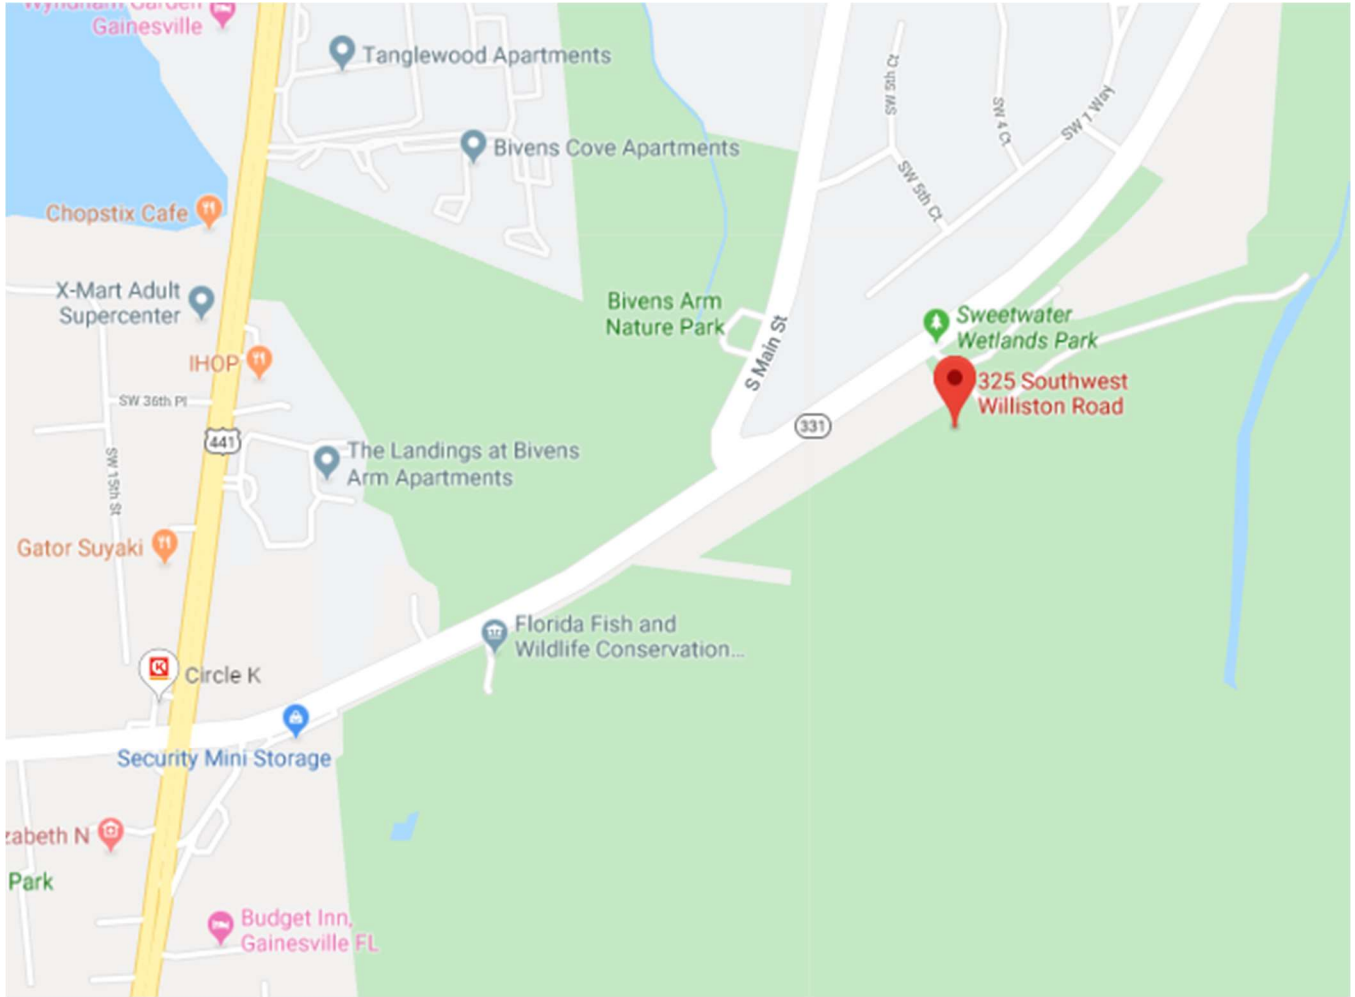 Wyndham Garden
Gainesville
Tanglewood Apartments
Bivens Cove Apartments
SW 5th Ct
SW 4 Ct
SW 1 Way
SW 5th Ct
Chopstix Cafe
X-Mart Adult
Supercenter
Bivens Arm
Nature Park
S Main St
Sweetwater
Wetlands Park
IHOP
325 Southwest
Williston Road
SW 36th Pl
441
331
SW 15th St
The Landings at Bivens
Arm Apartments
Gator Suyaki
Florida Fish and
Wildlife Conservation...
K
Circle K
Security Mini Storage
zabeth N
Park
Budget Inn,
Gainesville FL